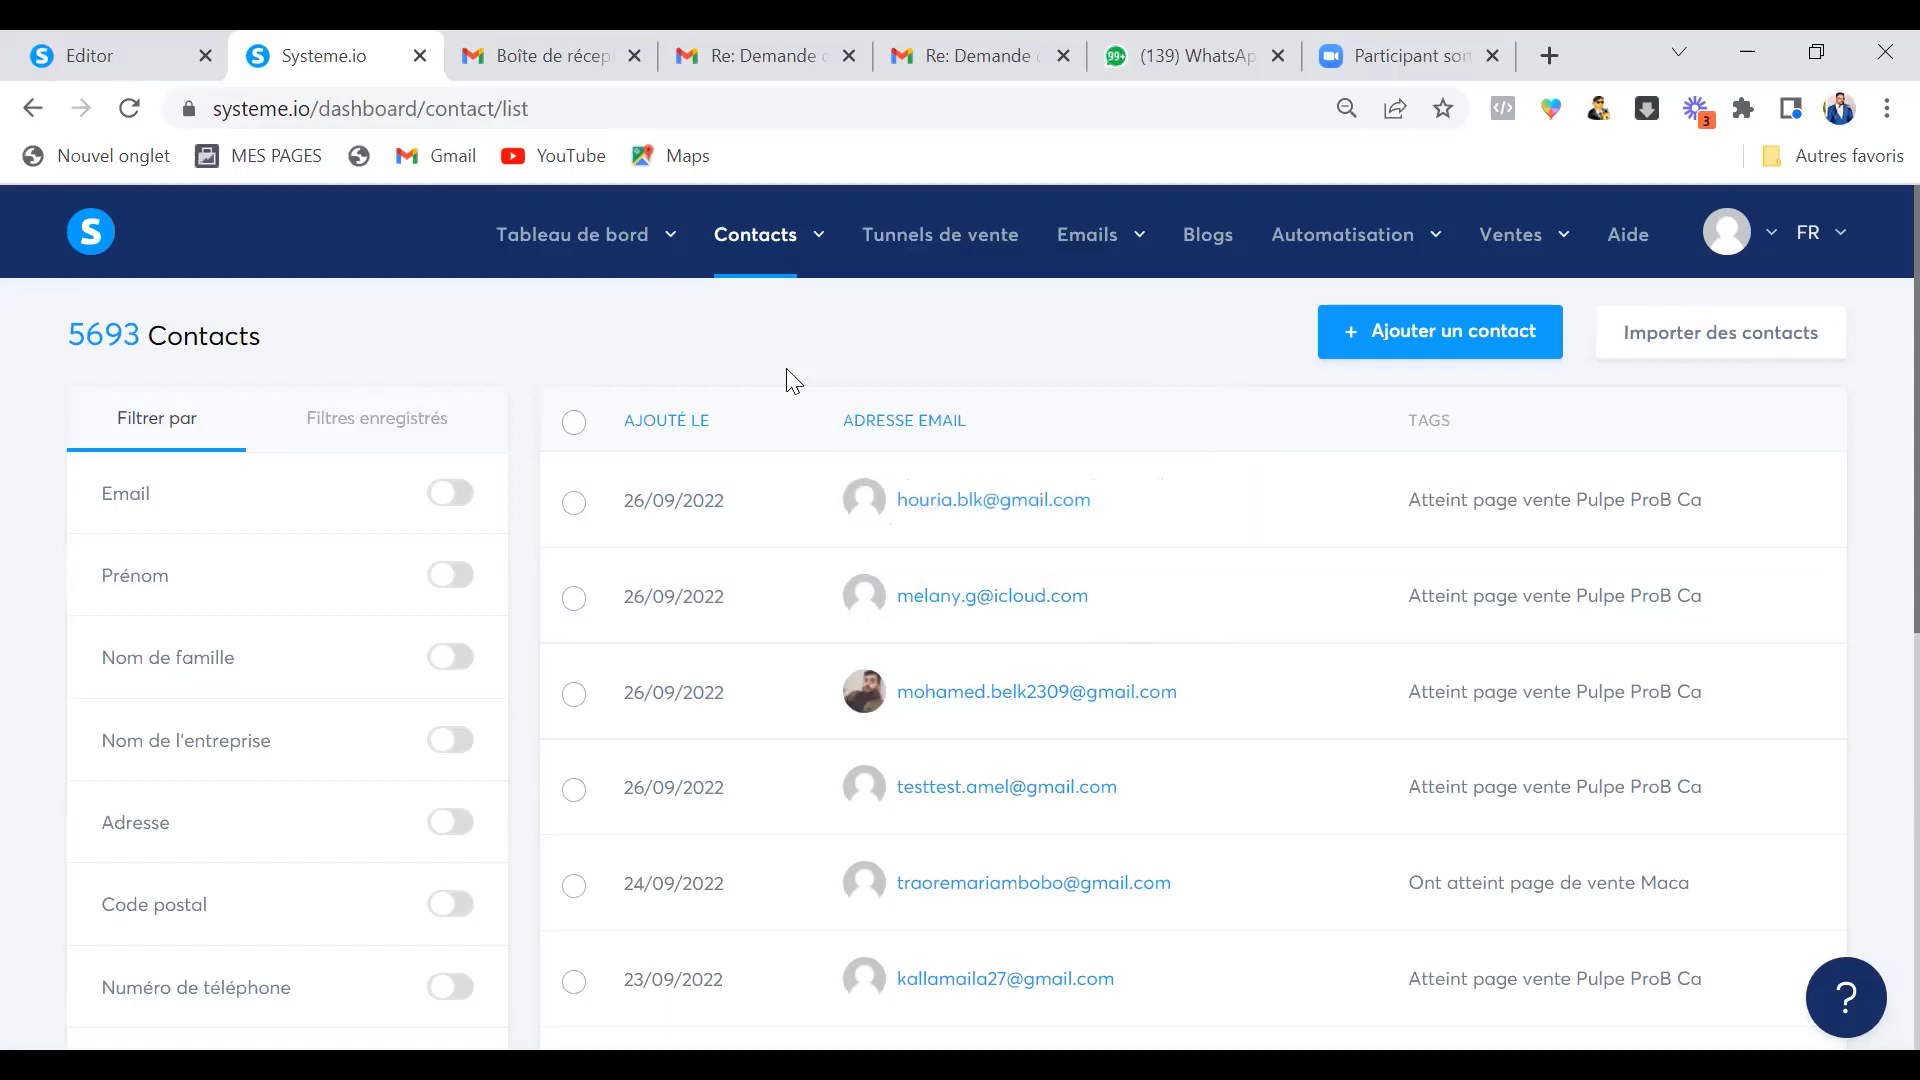 Editor
Systeme.io
Boîte de récep
Re: Demande
Re: Demande
99+ (139) WhatsAp
Participant sor
systeme.io/dashboard/contact/list
3
Nouvel onglet
MES PAGES
Gmail
YouTube
Maps
Autres favoris
S
Tableau de bord
Contacts
Tunnels de vente
Emails
Blogs
Automatisation
Ventes
Aide
FR
5693 Contacts
+ Ajouter un contact
Importer des contacts
Filtrer par
Filtres enregistrés
Email
Prénom
Nom de famille
Nom de l'entreprise
Adresse
Code postal
Numéro de téléphone
AJOUTÉ LE ADRESSE EMAIL TAGS
26/09/2022 houria.blk@gmail.com Atteint page vente Pulpe ProB Ca
26/09/2022 melany.g@icloud.com Atteint page vente Pulpe ProB Ca
26/09/2022 mohamed.belk2309@gmail.com Atteint page vente Pulpe ProB Ca
26/09/2022 testtest.amel@gmail.com Atteint page vente Pulpe ProB Ca
24/09/2022 traoremariambobo@gmail.com Ont atteint page de vente Maca
23/09/2022 kallamaila27@gmail.com Atteint page vente Pulpe ProB Ca
?